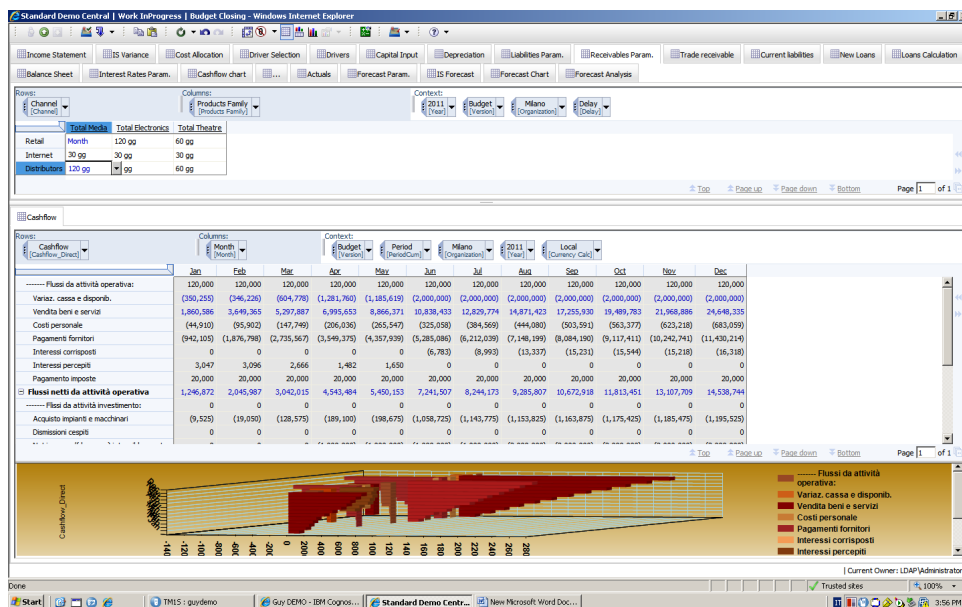 Standard Demo Central | Work InProgress | Budget Closing - Windows Internet Explorer
Income Statement IS Variance Cost Allocation Driver Selection Drivers Capital Input Depreciation Liabilities Param. Receivables Param. Trade receivable Current liabilities New Loans Loans Calculation
Balance Sheet Interest Rates Param. Cashflow chart ... Actuals Forecast Param. IS Forecast Forecast Chart Forecast Analysis
Rows: Columns: Context:
Channel Products Family 2011 Budget Milano Delay
[Channel] [Products Family] [Year] [Version] [Organization] [Delay]
Total Media Total Electronics Total Theatre
Retail Month 120 gg 60 gg
Internet 30 gg 30 gg 30 gg
Distributors 120 gg gg 60 gg
Top Page up Page down Bottom Page 1 of 1
Cashflow
Rows: Columns: Context:
Cashflow Month Budget Period Milano 2011 Local
[Cashflow_Direct] [Month] [Version] [PeriodCum] [Organization] [Year] [Currency Calc]
Jan Feb Mar Apr May Jun Jul Aug Sep Oct Nov Dec
------- Flussi da attività operativa: 120,000 120,000 120,000 120,000 120,000 120,000 120,000 120,000 120,000 120,000 120,000 120,000
Variaz. cassa e disponib. (350,255) (346,226) (604,778) (1,281,760) (1,185,619) (2,000,000) (2,000,000) (2,000,000) (2,000,000) (2,000,000) (2,000,000) (2,000,000)
Vendita beni e servizi 1,860,586 3,649,365 5,297,887 6,995,653 8,866,371 10,838,433 12,829,774 14,871,423 17,255,930 19,489,783 21,968,886 24,648,335
Costi personale (44,910) (95,902) (147,749) (206,036) (265,547) (325,058) (384,569) (444,080) (503,591) (563,377) (623,218) (683,059)
Pagamenti fornitori (942,105) (1,876,798) (2,735,567) (3,549,375) (4,357,939) (5,285,086) (6,212,039) (7,148,199) (8,084,190) (9,117,411) (10,242,741) (11,430,214)
Interessi corrisposti 0 0 0 0 0 (6,783) (8,993) (13,337) (15,231) (15,544) (15,218) (16,318)
Interessi percepiti 3,047 3,096 2,666 1,482 1,650 0 0 0 0 0 0 0
Pagamento imposte 20,000 20,000 20,000 20,000 20,000 20,000 20,000 20,000 20,000 20,000 20,000 20,000
Flussi netti da attività operativa 1,246,872 2,045,987 3,042,015 4,543,484 5,450,153 7,241,507 8,244,173 9,285,807 10,672,918 11,813,451 13,107,709 14,538,744
------- Flissi da attività investimento: 0 0 0 0 0 0 0 0 0 0 0 0
Acquisto impianti e macchinari (9,525) (19,050) (128,575) (189,100) (198,675) (1,058,725) (1,143,775) (1,153,825) (1,163,875) (1,175,425) (1,185,475) (1,195,525)
Dismissioni cespiti 0 0 0 0 0 0 0 0 0 0 0 0
Top Page up Page down Bottom Page 1 of 1
Cashflow_Direct
-200 0 200 400 600 800
------- Flussi da attività
operativa:
Variaz. cassa e disponib.
Vendita beni e servizi
Costi personale
Pagamenti fornitori
Interessi corrisposti
Interessi percepiti
Current Owner: LDAP\Administrator
Done Trusted sites 100%
Start TM1S : guydemo Guy DEMO - IBM Cognos... Standard Demo Centr... New Microsoft Word Doc... IT 3:56 PM